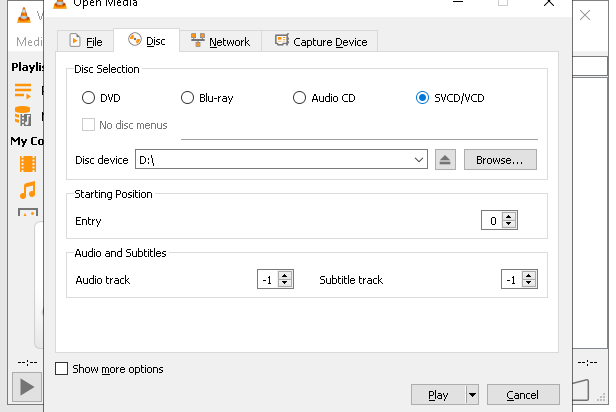 Open Media
Medi
File
Disc
Network
Capture Device
Playlis
Disc Selection
DVD
Blu-ray
Audio CD
SVCD/VCD
No disc menus
My Co
Disc device
D:\
Browse...
Starting Position
Entry
0
Audio and Subtitles
Audio track
-1
Subtitle track
-1
--:--
Show more options
--:--
Play
Cancel